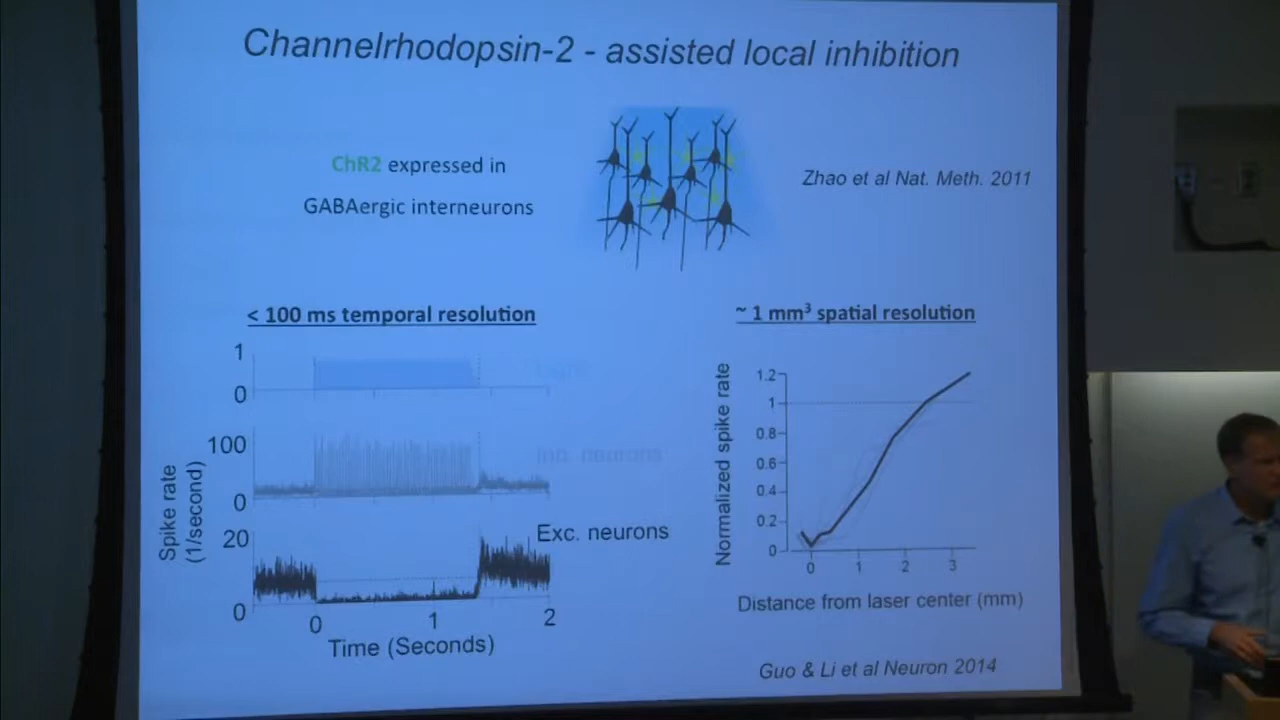 Channelrhodopsin-2 - assisted local inhibition
ChR2 expressed in
GABAergic interneurons
Zhao et al Nat. Meth. 2011
< 100 ms temporal resolution
1
0
100
0
Inh. neurons
20
0
Exc. neurons
Spike rate
(1/second)
0 1 2
Time (Seconds)
~ 1 mm³ spatial resolution
Normalized spike rate
1.2
1
0.8
0.6
0.4
0.2
0
0 1 2 3
Distance from laser center (mm)
Guo & Li et al Neuron 2014